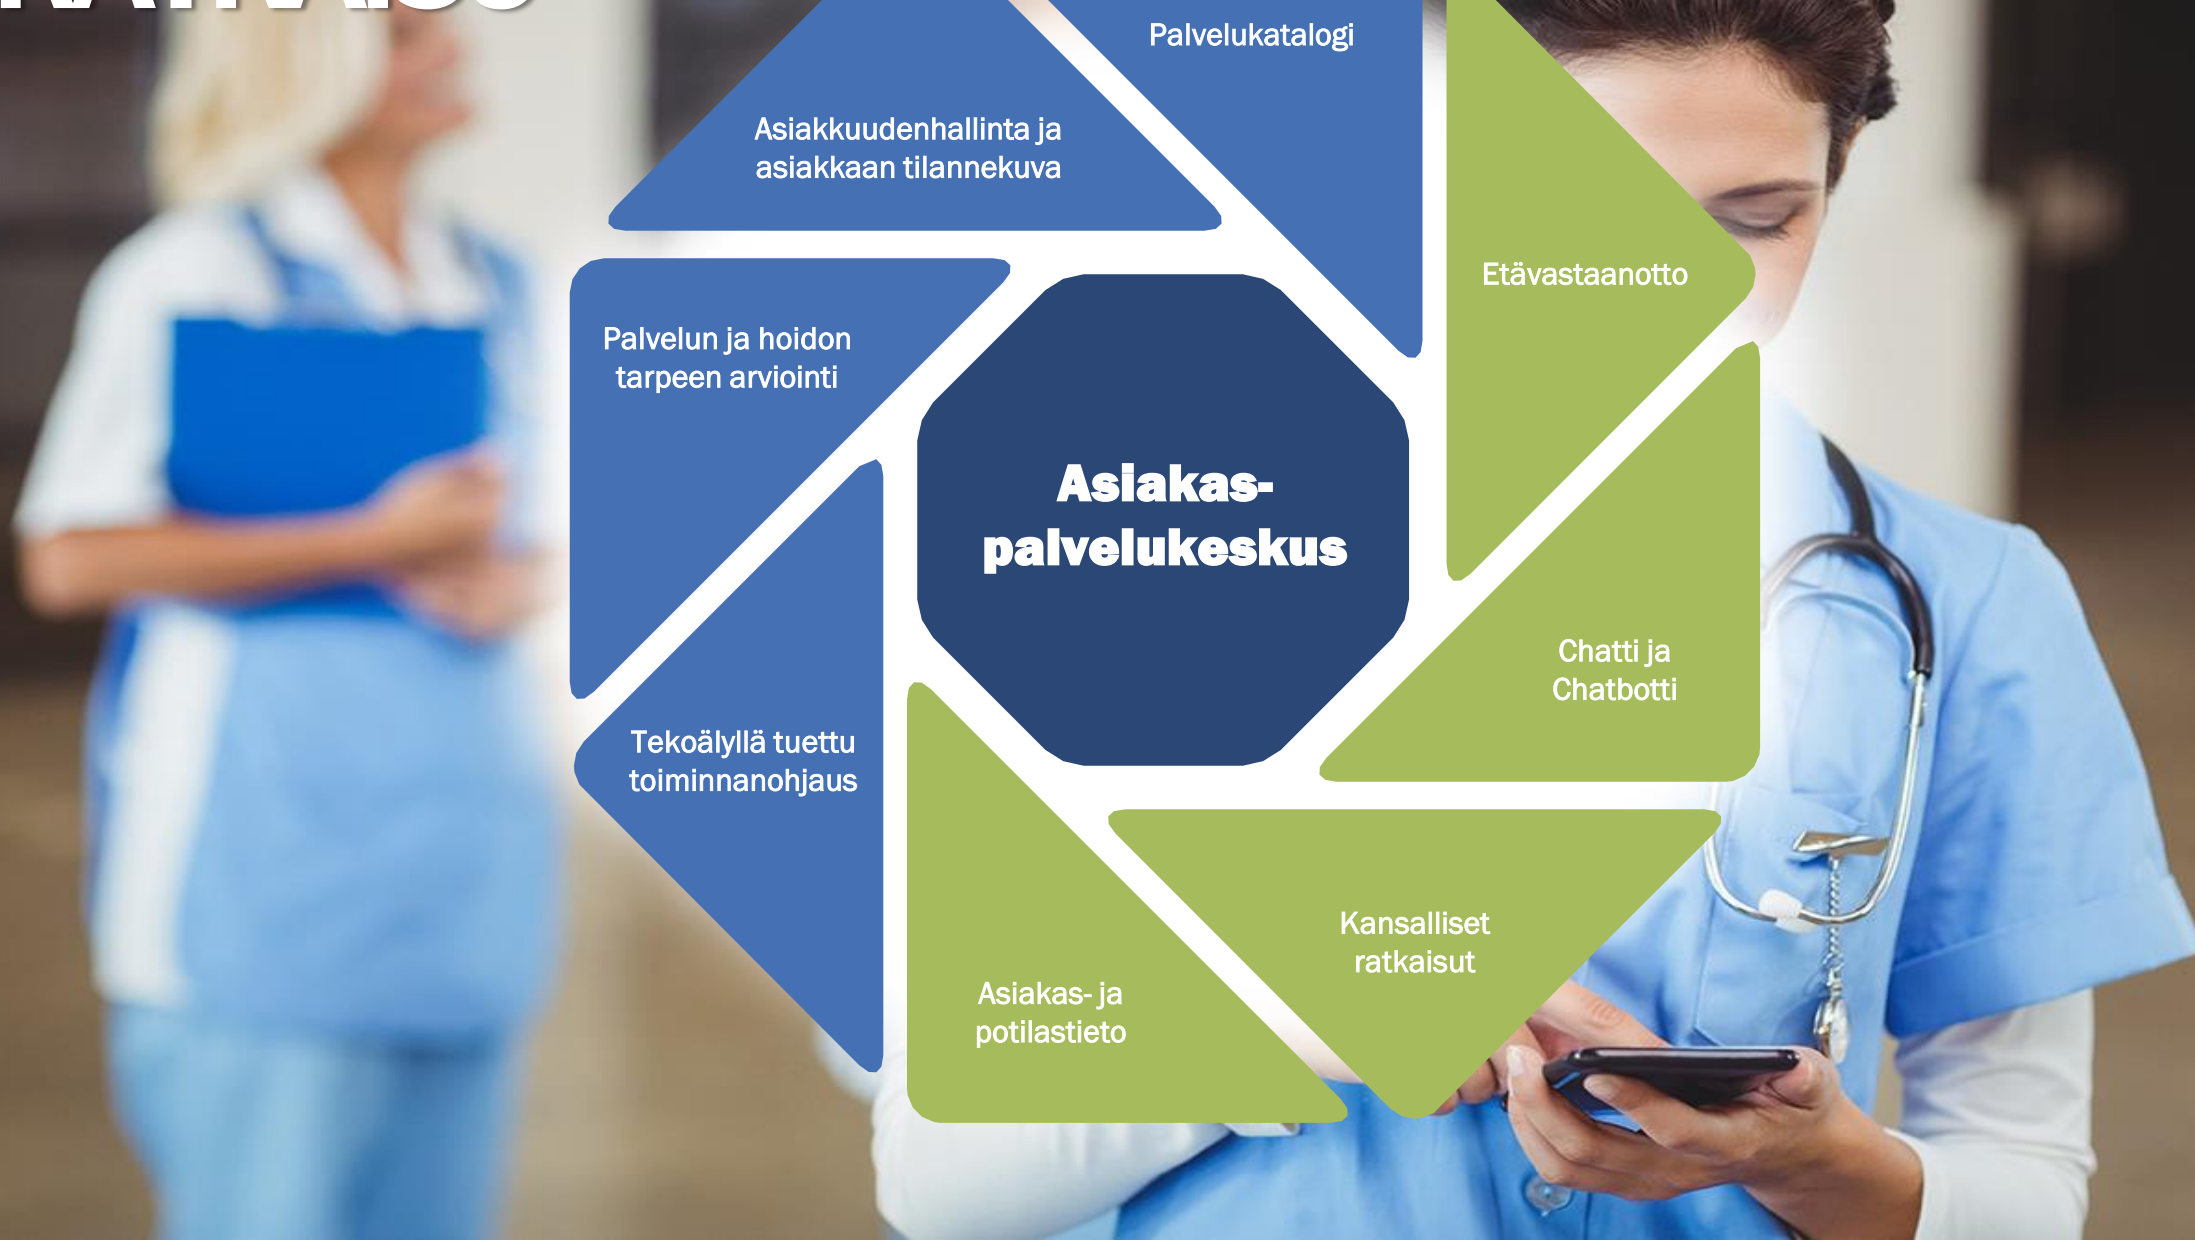 Palvelukatalogi
Asiakkuudenhallinta ja
asiakkaan tilannekuva
Etävastaanotto
Palvelun ja hoidon
tarpeen arviointi
Asiakas-
palvelukeskus
Chatti ja
Chatbotti
Tekoälyllä tuettu
toiminnanohjaus
Kansalliset
ratkaisut
Asiakas- ja
potilastieto